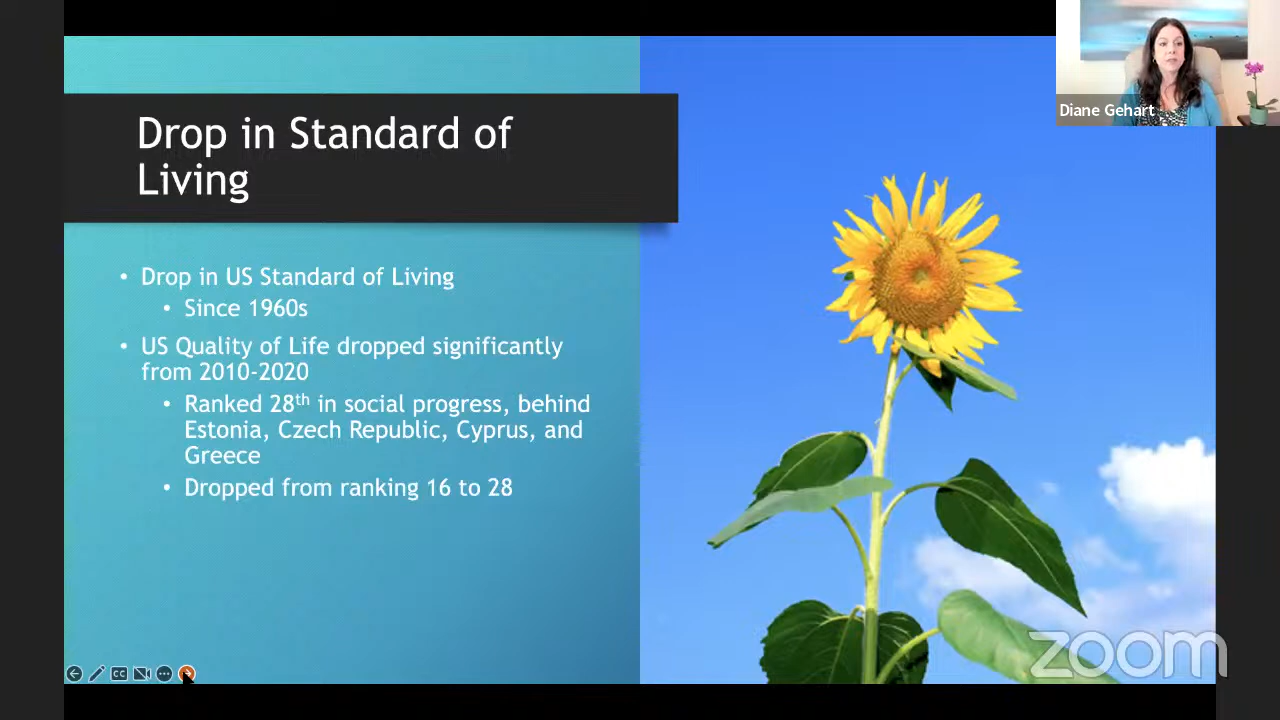 Diane Gehart
Drop in Standard of
Living
• Drop in US Standard of Living
• Since 1960s
• US Quality of Life dropped significantly
from 2010-2020
• Ranked 28th in social progress, behind
Estonia, Czech Republic, Cyprus, and
Greece
• Dropped from ranking 16 to 28
CC
zoom